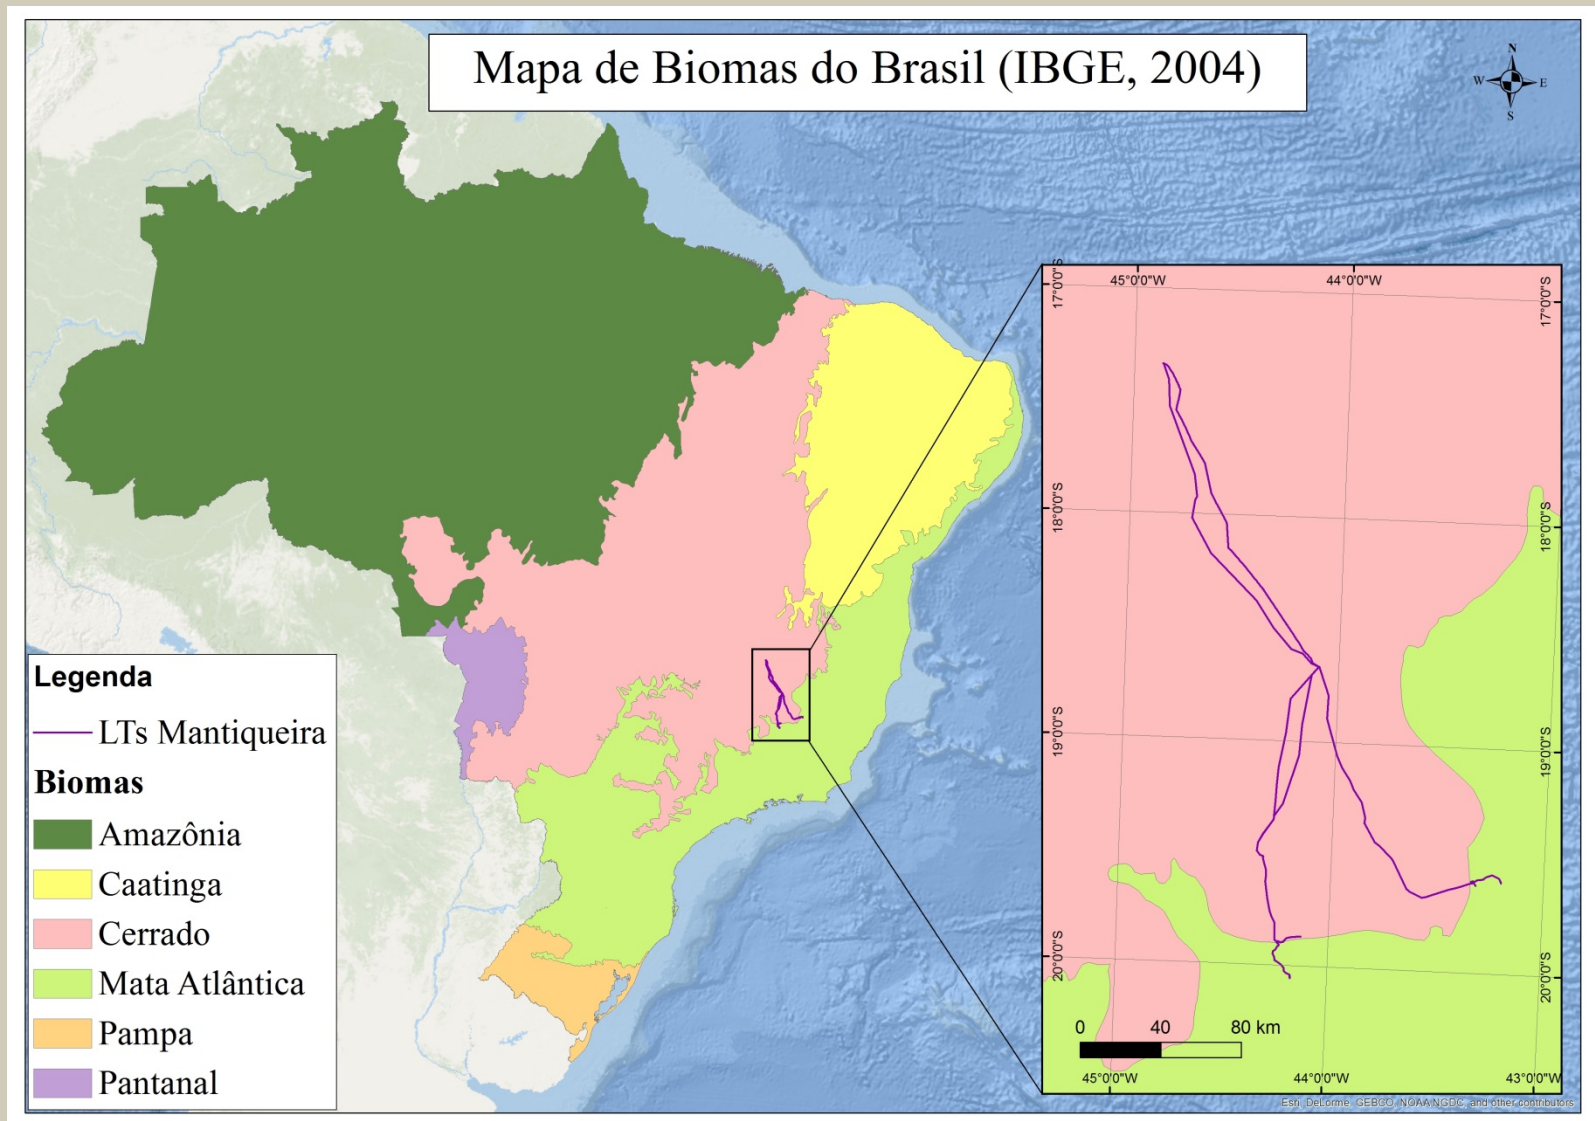 Mapa de Biomas do Brasil (IBGE, 2004)
N
W E
S
45°0'0"W 44°0'0"W
17°0'0"S 17°0'0"S
18°0'0"S 18°0'0"S
19°0'0"S 19°0'0"S
20°0'0"S 20°0'0"S
0 40 80 km
45°0'0"W 44°0'0"W 43°0'0"W
Esri, DeLorme, GEBCO, NOAA NGDC, and other contributors
Legenda
LTs Mantiqueira
Biomas
Amazônia
Caatinga
Cerrado
Mata Atlântica
Pampa
Pantanal